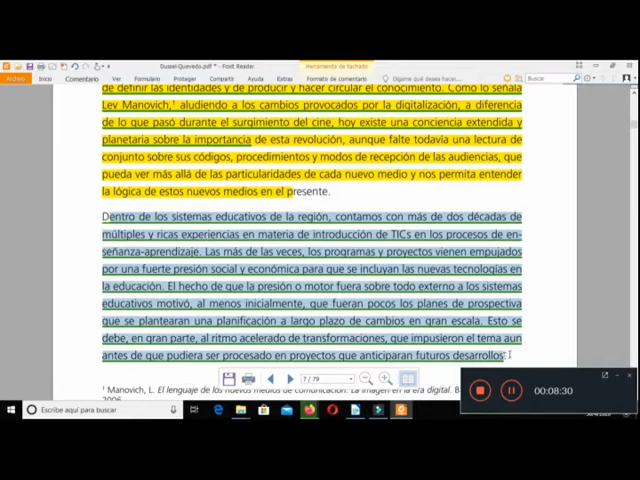 Dussel-Quevedo.pdf * - Foxit Reader
Herramienta de tachado
Archivo Inicio Comentario Ver Formulario Proteger Compartir Ayuda Extras Formato de comentario Dígame qué desea hacer.. Buscar
de definir las identidades y de producir y hacer circular el conocimiento. Como lo señala
Lev Manovich,¹ aludiendo a los cambios provocados por la digitalización, a diferencia
de lo que pasó durante el surgimiento del cine, hoy existe una conciencia extendida y
planetaria sobre la importancia de esta revolución, aunque falte todavía una lectura de
conjunto sobre sus códigos, procedimientos y modos de recepción de las audiencias, que
pueda ver más allá de las particularidades de cada nuevo medio y nos permita entender
la lógica de estos nuevos medios en el presente.
Dentro de los sistemas educativos de la región, contamos con más de dos décadas de
múltiples y ricas experiencias en materia de introducción de TICs en los procesos de en-
señanza-aprendizaje. Las más de las veces, los programas y proyectos vienen empujados
por una fuerte presión social y económica para que se incluyan las nuevas tecnologías en
la educación. El hecho de que la presión o motor fuera sobre todo externo a los sistemas
educativos motivó, al menos inicialmente, que fueran pocos los planes de prospectiva
que se plantearan una planificación a largo plazo de cambios en gran escala. Esto se
debe, en gran parte, al ritmo acelerado de transformaciones, que impusieron el tema aun
antes de que pudiera ser procesado en proyectos que anticiparan futuros desarrollos.
7 / 79
¹ Manovich, L. El lenguaje de los nuevos medios de comunicación. La imagen en la era digital. B
2006
00:08:30
Escribe aquí para buscar